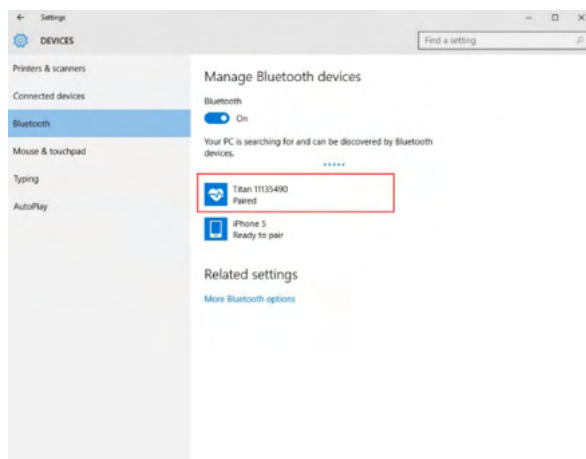 Settings
DEVICES
Find a setting
Printers & scanners
Connected devices
Bluetooth
Mouse & touchpad
Typing
AutoPlay
Manage Bluetooth devices
Bluetooth
On
Your PC is searching for and can be discovered by Bluetooth
devices.
Titan 11135490
Paired
iPhone 5
Ready to pair
Related settings
More Bluetooth options